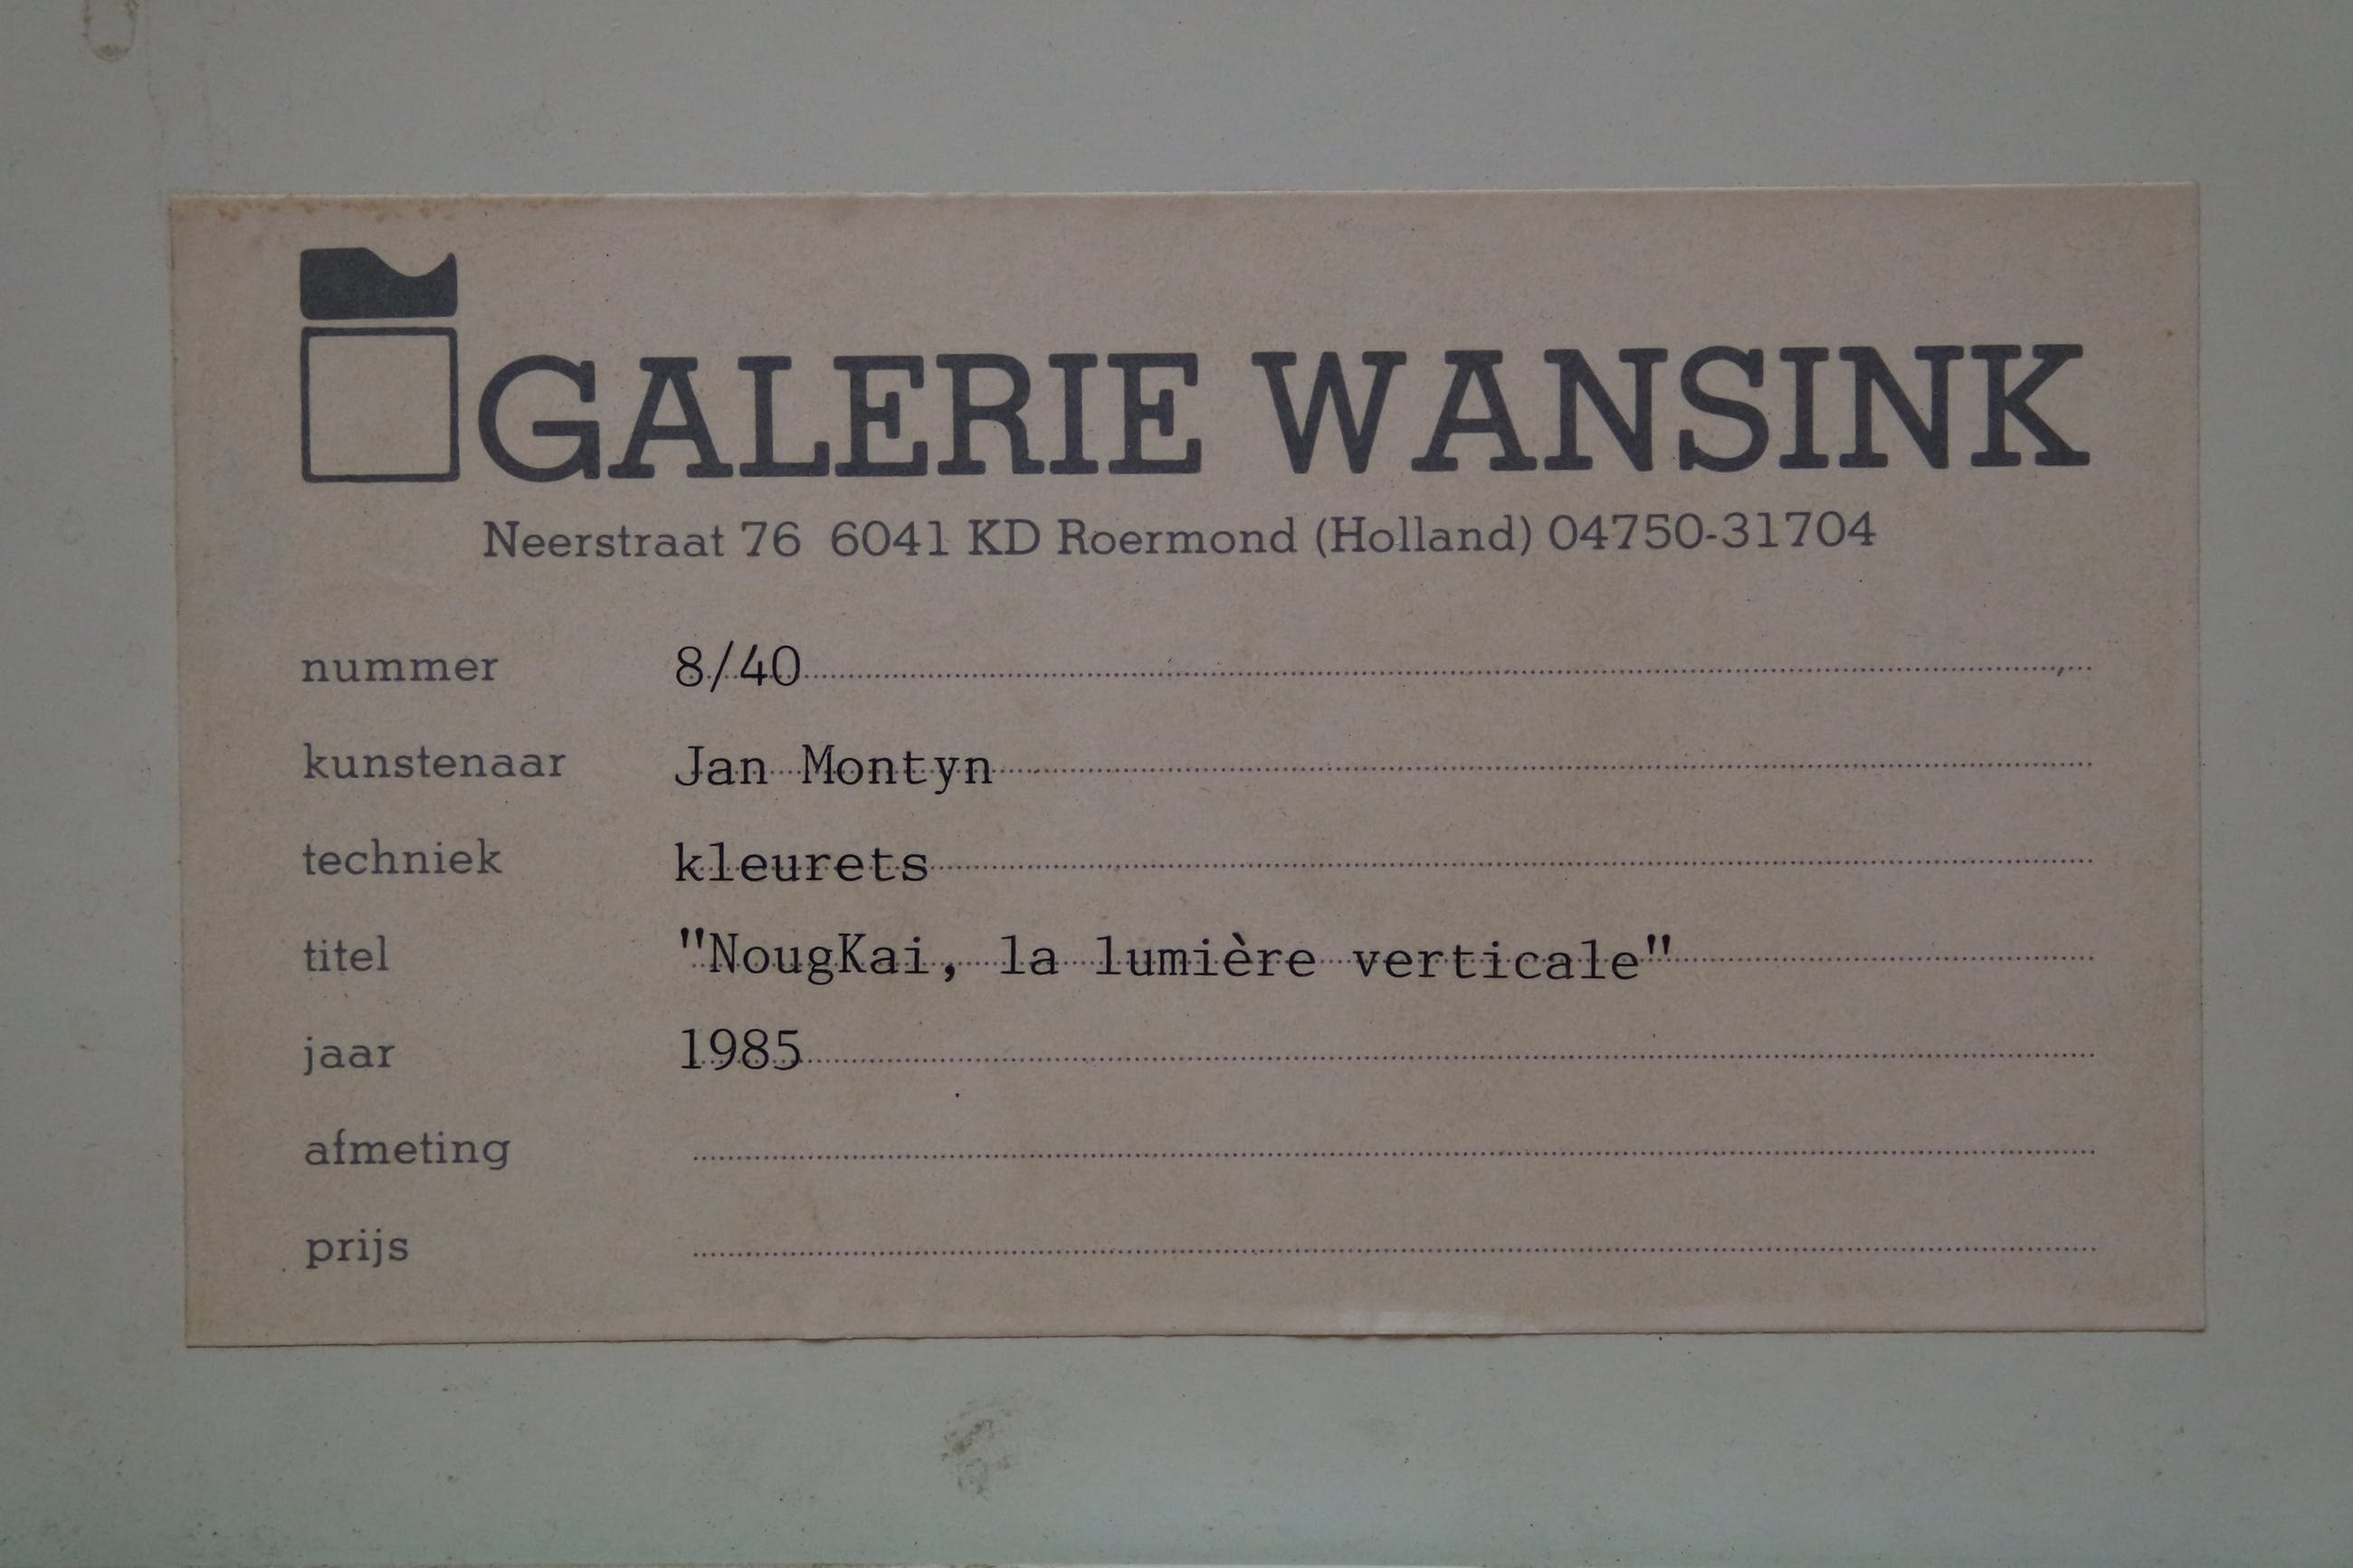 GALERIE WANSINK
Neerstraat 76 6041 KD Roermond (Holland) 04750-31704
nummer 8/40
kunstenaar Jan Montyn
techniek kleurets
titel "NougKai, la lumière verticale"
jaar 1985
afmeting
prijs